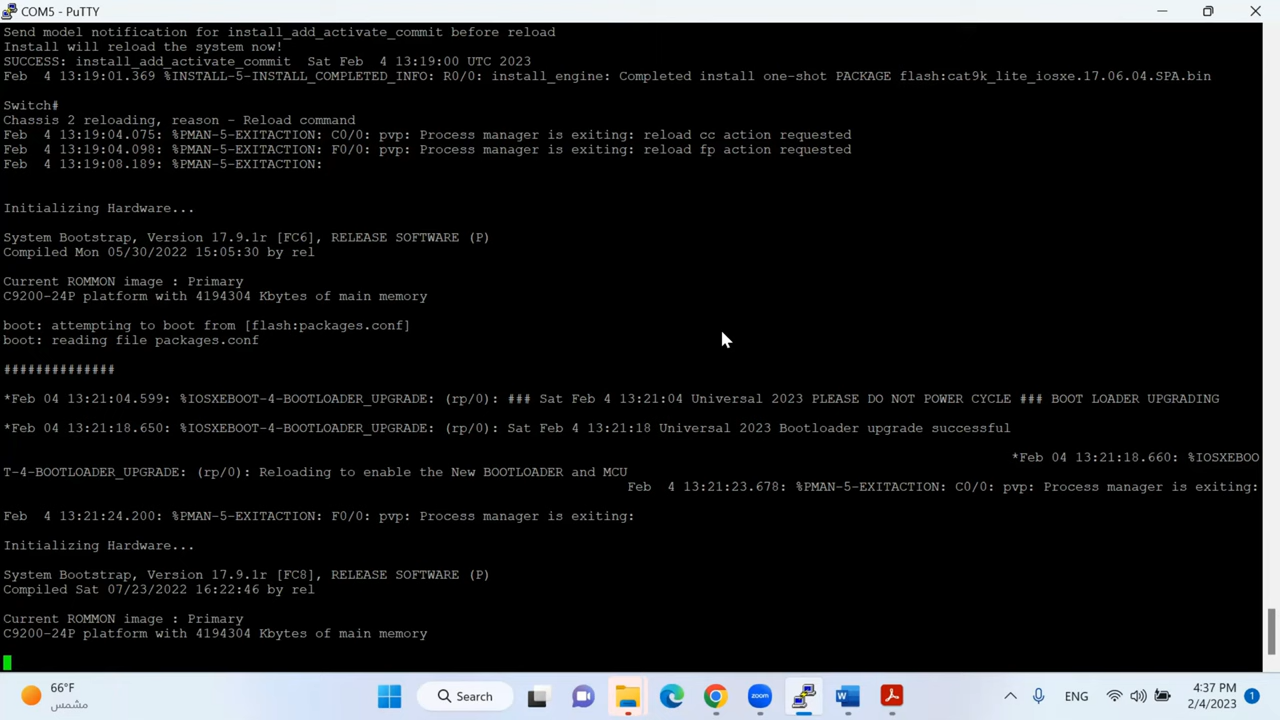 COM5 - PuTTY
Send model notification for install_add_activate_commit before reload
Install will reload the system now!
SUCCESS: install_add_activate_commit  Sat Feb  4 13:19:00 UTC 2023
Feb  4 13:19:01.369 %INSTALL-5-INSTALL_COMPLETED_INFO: R0/0: install_engine: Completed install one-shot PACKAGE flash:cat9k_lite_iosxe.17.06.04.SPA.bin
Switch#
Chassis 2 reloading, reason - Reload command
Feb  4 13:19:04.075: %PMAN-5-EXITACTION: C0/0: pvp: Process manager is exiting: reload cc action requested
Feb  4 13:19:04.098: %PMAN-5-EXITACTION: F0/0: pvp: Process manager is exiting: reload fp action requested
Feb  4 13:19:08.189: %PMAN-5-EXITACTION:
Initializing Hardware...
System Bootstrap, Version 17.9.1r [FC6], RELEASE SOFTWARE (P)
Compiled Mon 05/30/2022 15:05:30 by rel
Current ROMMON image : Primary
C9200-24P platform with 4194304 Kbytes of main memory
boot: attempting to boot from [flash:packages.conf]
boot: reading file packages.conf
##############
*Feb 04 13:21:04.599: %IOSXEBOOT-4-BOOTLOADER_UPGRADE: (rp/0): ### Sat Feb 4 13:21:04 Universal 2023 PLEASE DO NOT POWER CYCLE ### BOOT LOADER UPGRADING
*Feb 04 13:21:18.650: %IOSXEBOOT-4-BOOTLOADER_UPGRADE: (rp/0): Sat Feb 4 13:21:18 Universal 2023 Bootloader upgrade successful
*Feb 04 13:21:18.660: %IOSXEBOO
T-4-BOOTLOADER_UPGRADE: (rp/0): Reloading to enable the New BOOTLOADER and MCU
Feb  4 13:21:23.678: %PMAN-5-EXITACTION: C0/0: pvp: Process manager is exiting:
Feb  4 13:21:24.200: %PMAN-5-EXITACTION: F0/0: pvp: Process manager is exiting:
Initializing Hardware...
System Bootstrap, Version 17.9.1r [FC8], RELEASE SOFTWARE (P)
Compiled Sat 07/23/2022 16:22:46 by rel
Current ROMMON image : Primary
C9200-24P platform with 4194304 Kbytes of main memory
66°F
مشمس
Search
zoom
ENG
4:37 PM
2/4/2023
1